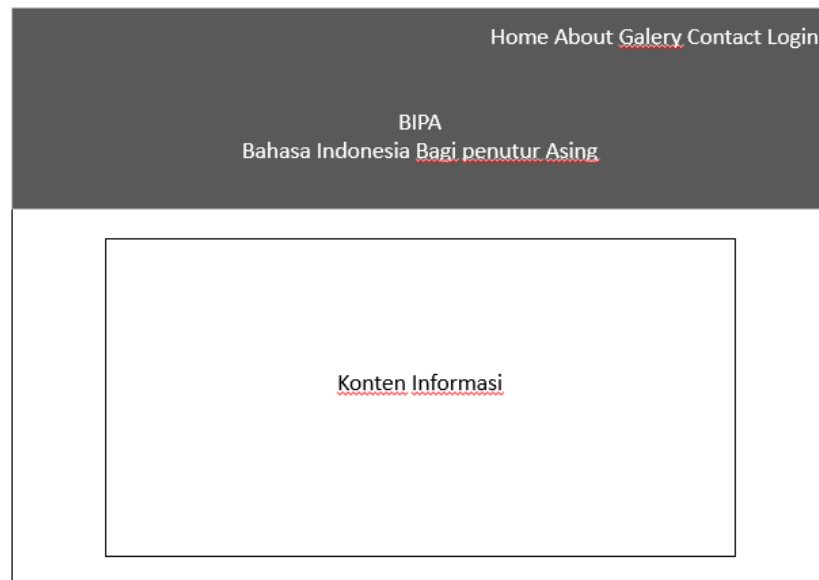 Home About Galery Contact Login
BIPA
Bahasa Indonesia Bagi penutur Asing
Konten Informasi